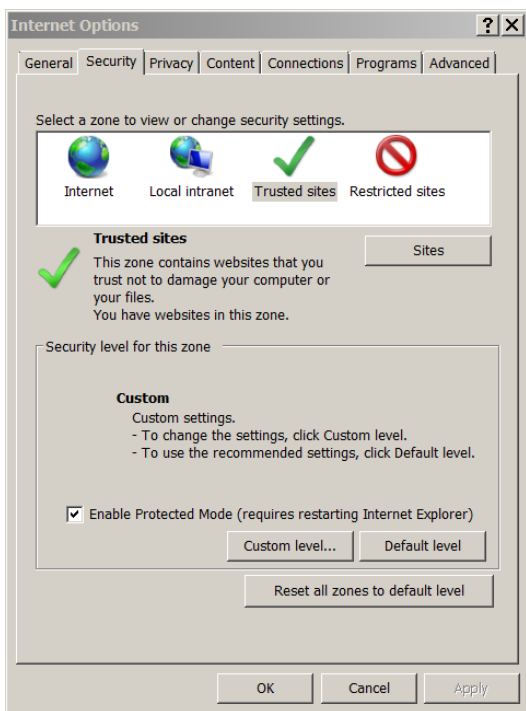 Internet Options
General Security Privacy Content Connections Programs Advanced
Select a zone to view or change security settings.
Internet Local intranet Trusted sites Restricted sites
Trusted sites
Sites
This zone contains websites that you
trust not to damage your computer or
your files.
You have websites in this zone.
Security level for this zone
Custom
Custom settings.
- To change the settings, click Custom level.
- To use the recommended settings, click Default level.
Enable Protected Mode (requires restarting Internet Explorer)
Custom level... Default level
Reset all zones to default level
OK Cancel Apply